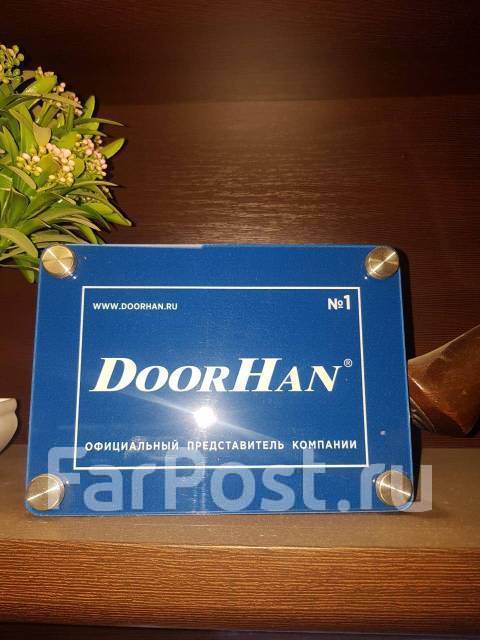 WWW.DOORHAN.RU
№1
DOORHAN®
ОФИЦИАЛЬНЫЙ ПРЕДСТАВИТЕЛЬ КОМПАНИИ
FarPost.ru